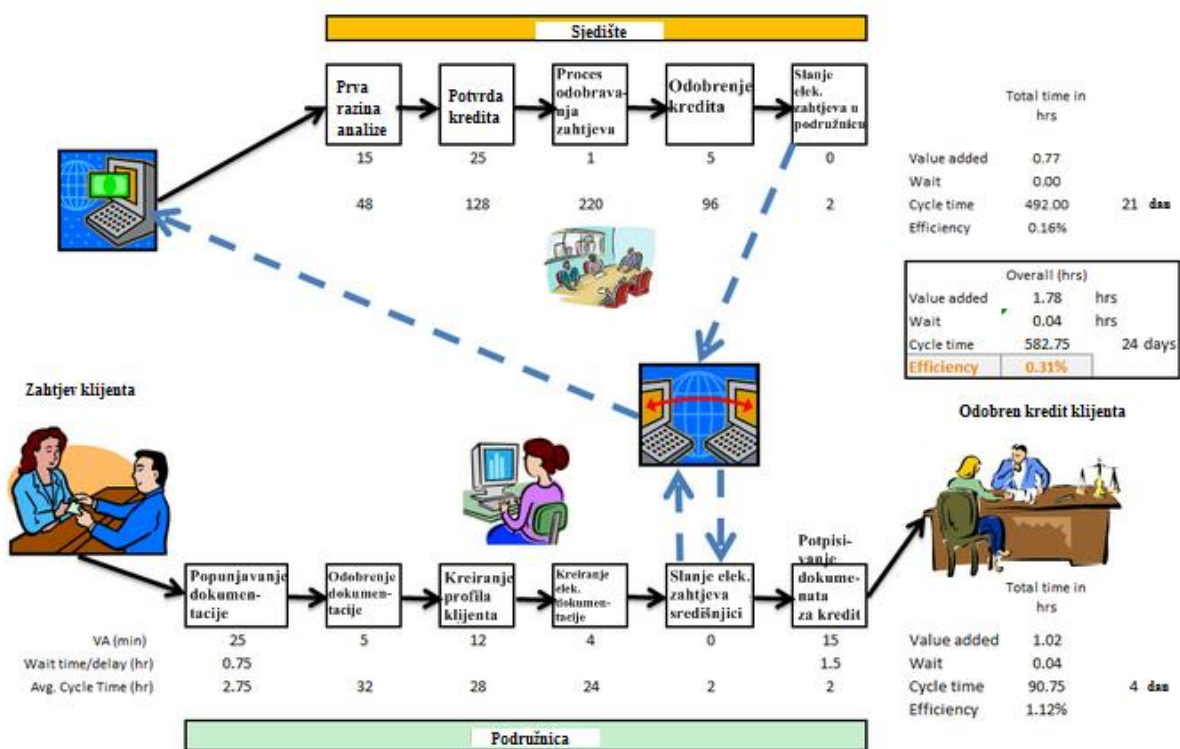 Sjedište
Prva
razina
analize
Potvrda
kredita
Proces
odobrava-
nja
zahtjeva
Odobrenje
kredita
Slanje
elek.
zahtjeva u
podružnicu
15 25 1 5 0
48 128 220 96 2
Total time in
hrs
Value added 0.77
Wait 0.00
Cycle time 492.00 21 dan
Efficiency 0.16%
Overall (hrs)
Value added 1.78 hrs
Wait 0.04 hrs
Cycle time 582.75 24 days
Efficiency 0.31%
Zahtjev klijenta
Odobren kredit klijenta
Popunjavanje
dokumen-
tacije
Odobrenje
dokumen-
tacije
Kreiranje
profila
klijenta
Kreiranje
elek.
dokumen-
tacije
Slanje elek.
zahtjeva
središnjici
Potpisi-
vanje
dokume-
nata
za kredit
VA (min) 25 5 12 4 0 15
Wait time/delay (hr) 0.75 1.5
Avg. Cycle Time (hr) 2.75 32 28 24 2 2
Total time in
hrs
Value added 1.02
Wait 0.04
Cycle time 90.75 4 dan
Efficiency 1.12%
Podružnica